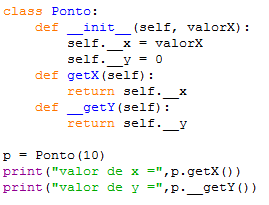 class Ponto:
    def __init__(self, valorX):
        self.__x = valorX
        self.__y = 0
    def getX(self):
        return self.__x
    def __getY(self):
        return self.__y

p = Ponto(10)
print("valor de x =",p.getX())
print("valor de y =",p.__getY())